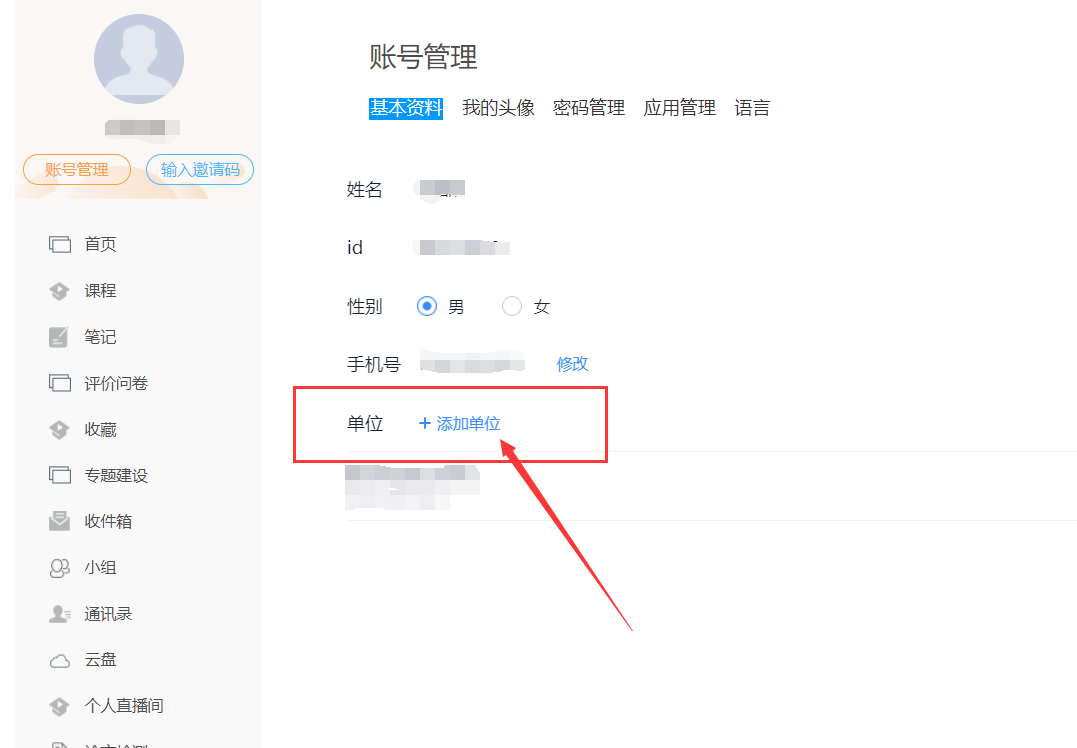 账号管理 输入邀请码
首页
课程
笔记
评价问卷
收藏
专题建设
收件箱
小组
通讯录
云盘
个人直播间
账号管理
基本资料 我的头像 密码管理 应用管理 语言
姓名
id
性别 男 女
手机号 修改
单位 + 添加单位